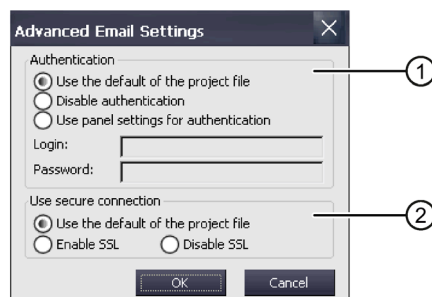 Advanced Email Settings
Authentication
Use the default of the project file
Disable authentication
Use panel settings for authentication
Login:
Password:
Use secure connection
Use the default of the project file
Enable SSL Disable SSL
OK Cancel
1
2